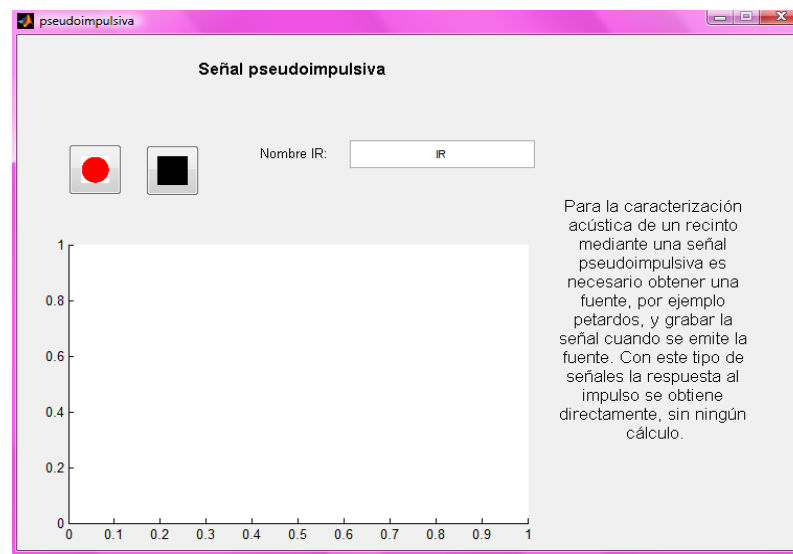 pseudoimpulsiva
Señal pseudoimpulsiva
Nombre IR:
IR
Para la caracterización
acústica de un recinto
mediante una señal
pseudoimpulsiva es
necesario obtener una
fuente, por ejemplo
petardos, y grabar la
señal cuando se emite la
fuente. Con este tipo de
señales la respuesta al
impulso se obtiene
directamente, sin ningún
cálculo.
1
0.8
0.6
0.4
0.2
0
0 0.1 0.2 0.3 0.4 0.5 0.6 0.7 0.8 0.9 1